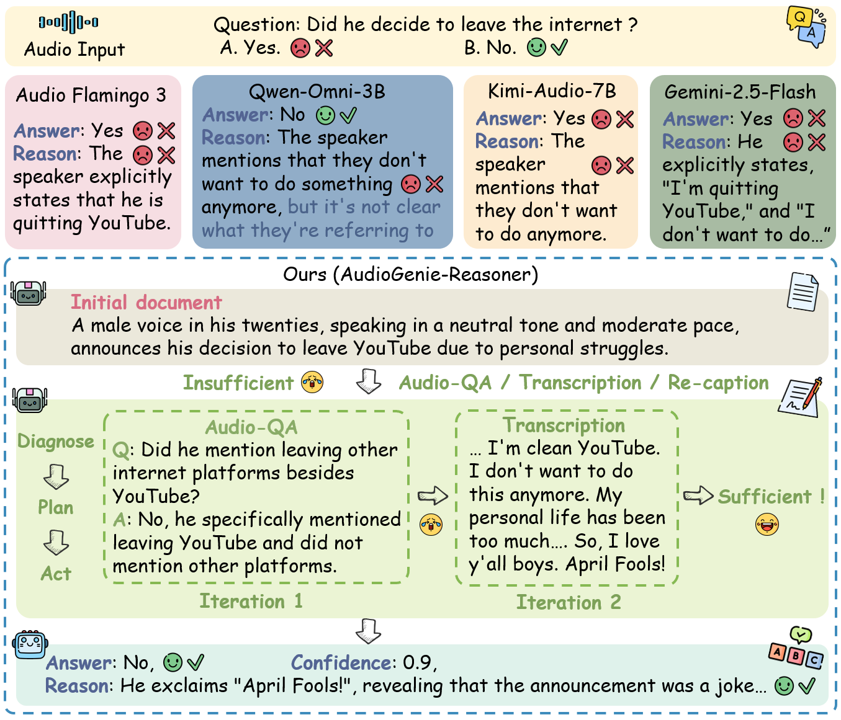 Audio Input
Question: Did he decide to leave the internet ?
A. Yes.
B. No.
Q
A
Audio Flamingo 3
Answer: Yes
Reason: The
speaker explicitly
states that he is
quitting YouTube.
Qwen-Omni-3B
Answer: No
Reason: The speaker
mentions that they don't
want to do something
anymore, but it's not clear
what they're referring to
Kimi-Audio-7B
Answer: Yes
Reason: The
speaker
mentions that
they don't want
to do anymore.
Gemini-2.5-Flash
Answer: Yes
Reason: He
explicitly states,
"I'm quitting
YouTube," and "I
don't want to do…"
Ours (AudioGenie-Reasoner)
Initial document
A male voice in his twenties, speaking in a neutral tone and moderate pace,
announces his decision to leave YouTube due to personal struggles.
Insufficient
Audio-QA / Transcription / Re-caption
Diagnose
Plan
Act
Audio-QA
Q: Did he mention leaving other
internet platforms besides
YouTube?
A: No, he specifically mentioned
leaving YouTube and did not
mention other platforms.
Iteration 1
Transcription
… I'm clean YouTube.
I don't want to do
this anymore. My
personal life has been
too much…. So, I love
y'all boys. April Fools!
Iteration 2
Sufficient !
Answer: No,
Confidence: 0.9,
Reason: He exclaims "April Fools!", revealing that the announcement was a joke…
A B C